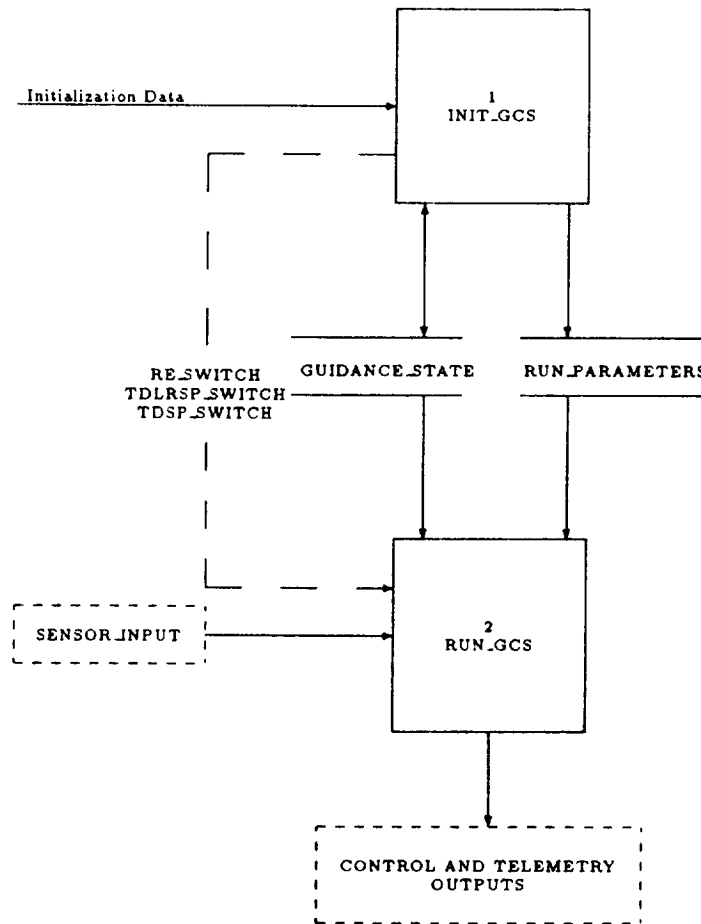 Initialization Data
1
INIT_GCS
RE_SWITCH
TDLRSP_SWITCH
TDSP_SWITCH
GUIDANCE_STATE
RUN_PARAMETERS
SENSOR_INPUT
2
RUN_GCS
CONTROL AND TELEMETRY
OUTPUTS